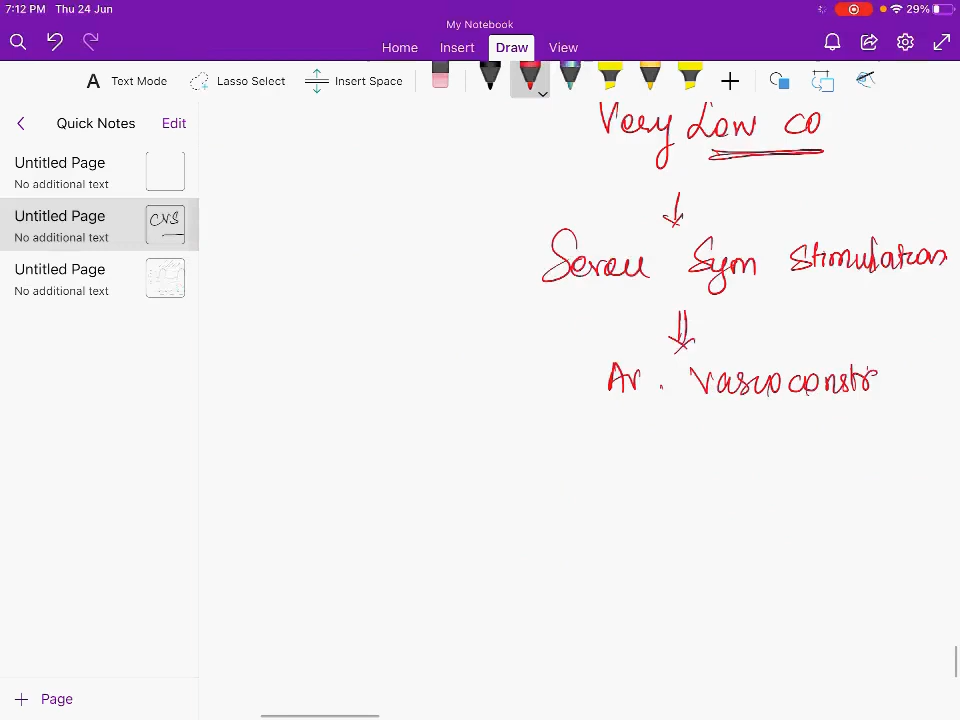 7:12 PM Thu 24 Jun
29%
My Notebook
Home Insert Draw View
Text Mode Lasso Select Insert Space
Quick Notes Edit
Untitled Page
No additional text
Untitled Page
No additional text
CNS
Untitled Page
No additional text
Page
Very Low CO
Severe Sym Stimulation
Ar. Vasoconstr